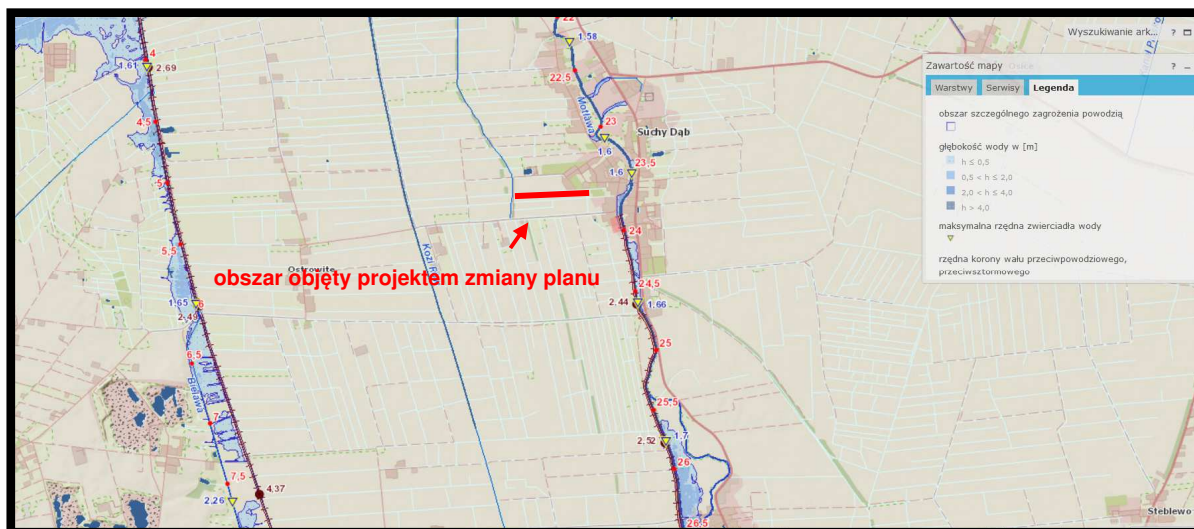 Wyszukiwanie ark...
Zawartość mapy
Warstwy Serwisy Legenda
obszar szczególnego zagrożenia powodzią
głębokość wody w [m]
h ≤ 0,5
0,5 < h ≤ 2,0
2,0 < h ≤ 4,0
h > 4,0
maksymalna rzędna zwierciadła wody
rzędna korony wału przeciwpowodziowego,
przeciwsztormowego
22
1,58
22,5
Motława
23
1,6
Suchy Dąb
23,5
1,6
24
24,5
2,44
1,66
25
25,5
2,52
1,7
26
26,5
4
1,61
2,69
4,5
5
5,5
Ostrowite
obszar objęty projektem zmiany planu
1,65
6
2,49
6,5
Bielawa
7
7,5
2,26
4,37
Steblewo